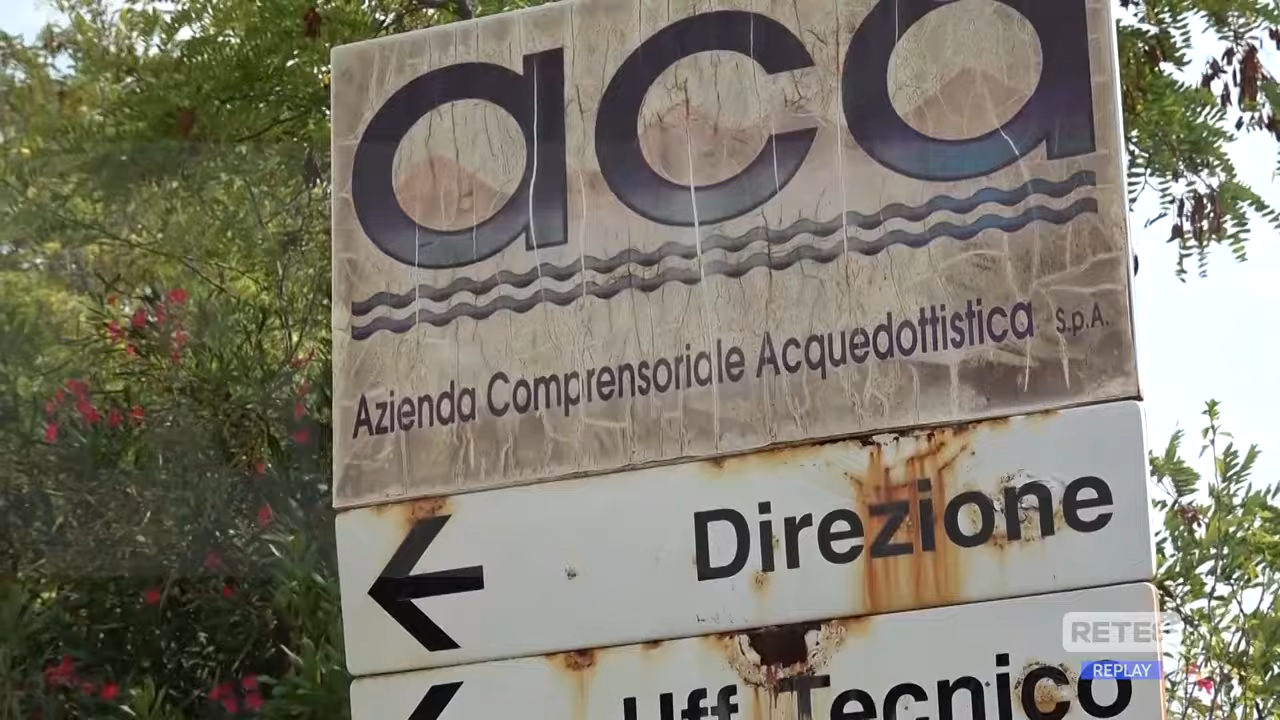 aca
Azienda Comprensoriale Acquedottistica S.p.A.
Direzione
Uff. Tecnico
RETE8
REPLAY